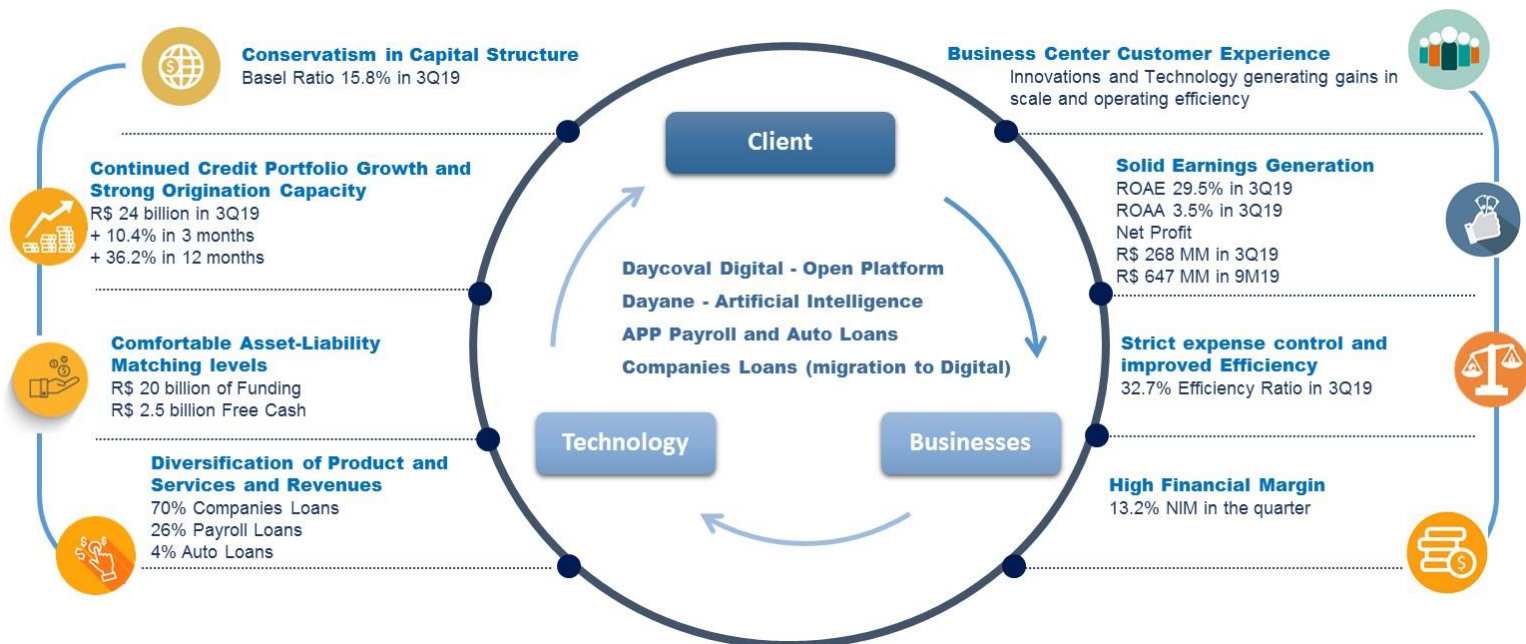 Conservatism in Capital Structure
Basel Ratio 15.8% in 3Q19
Continued Credit Portfolio Growth and
Strong Origination Capacity
R$ 24 billion in 3Q19
+ 10.4% in 3 months
+ 36.2% in 12 months
Comfortable Asset-Liability
Matching levels
R$ 20 billion of Funding
R$ 2.5 billion Free Cash
Diversification of Product and
Services and Revenues
70% Companies Loans
26% Payroll Loans
4% Auto Loans
Client
Daycoval Digital - Open Platform
Dayane - Artificial Intelligence
APP Payroll and Auto Loans
Companies Loans (migration to Digital)
Technology
Businesses
Business Center Customer Experience
Innovations and Technology generating gains in
scale and operating efficiency
Solid Earnings Generation
ROAE 29.5% in 3Q19
ROAA 3.5% in 3Q19
Net Profit
R$ 268 MM in 3Q19
R$ 647 MM in 9M19
Strict expense control and
improved Efficiency
32.7% Efficiency Ratio in 3Q19
High Financial Margin
13.2% NIM in the quarter